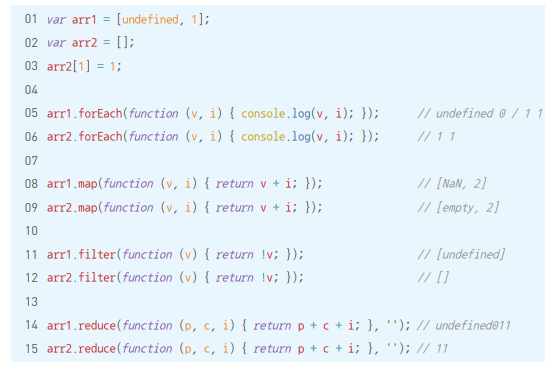 01 var arr1 = [undefined, 1];
02 var arr2 = [];
03 arr2[1] = 1;
04
05 arr1.forEach(function (v, i) { console.log(v, i); }); // undefined 0 / 1 1
06 arr2.forEach(function (v, i) { console.log(v, i); }); // 1 1
07
08 arr1.map(function (v, i) { return v + i; }); // [NaN, 2]
09 arr2.map(function (v, i) { return v + i; }); // [empty, 2]
10
11 arr1.filter(function (v) { return !v; }); // [undefined]
12 arr2.filter(function (v) { return !v; }); // []
13
14 arr1.reduce(function (p, c, i) { return p + c + i; }, ''); // undefined011
15 arr2.reduce(function (p, c, i) { return p + c + i; }, ''); // 11